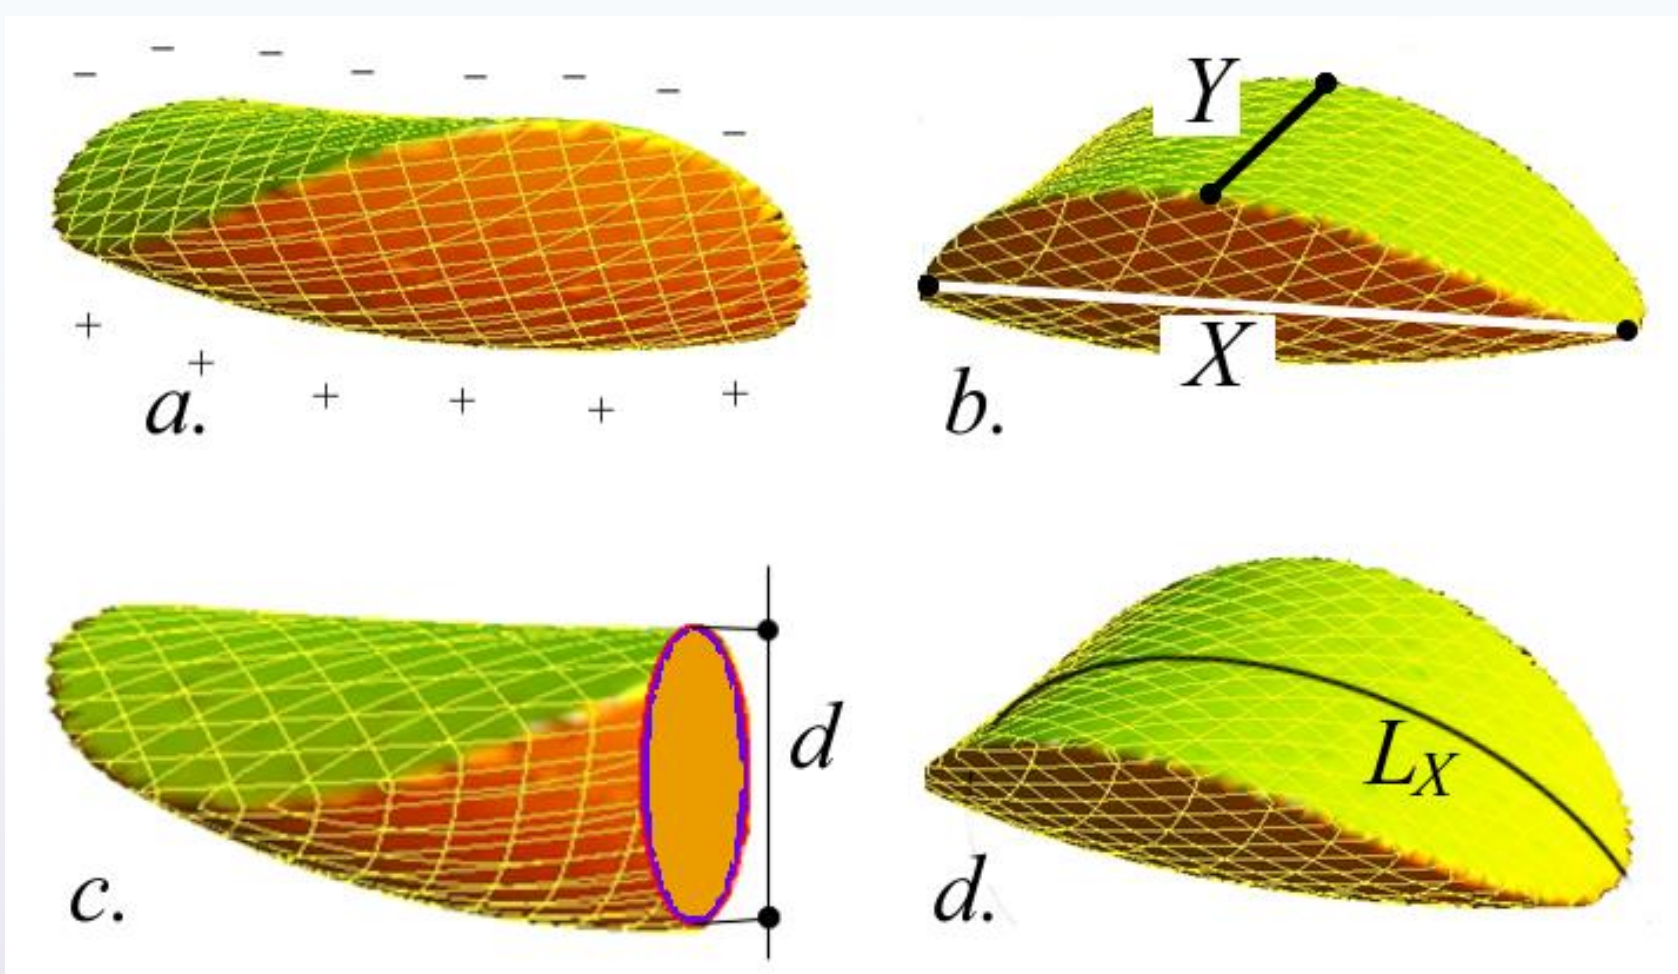 − − − − − − − −
+ + + + + +
a.
Y
X
b.
d
c.
L_X
d.